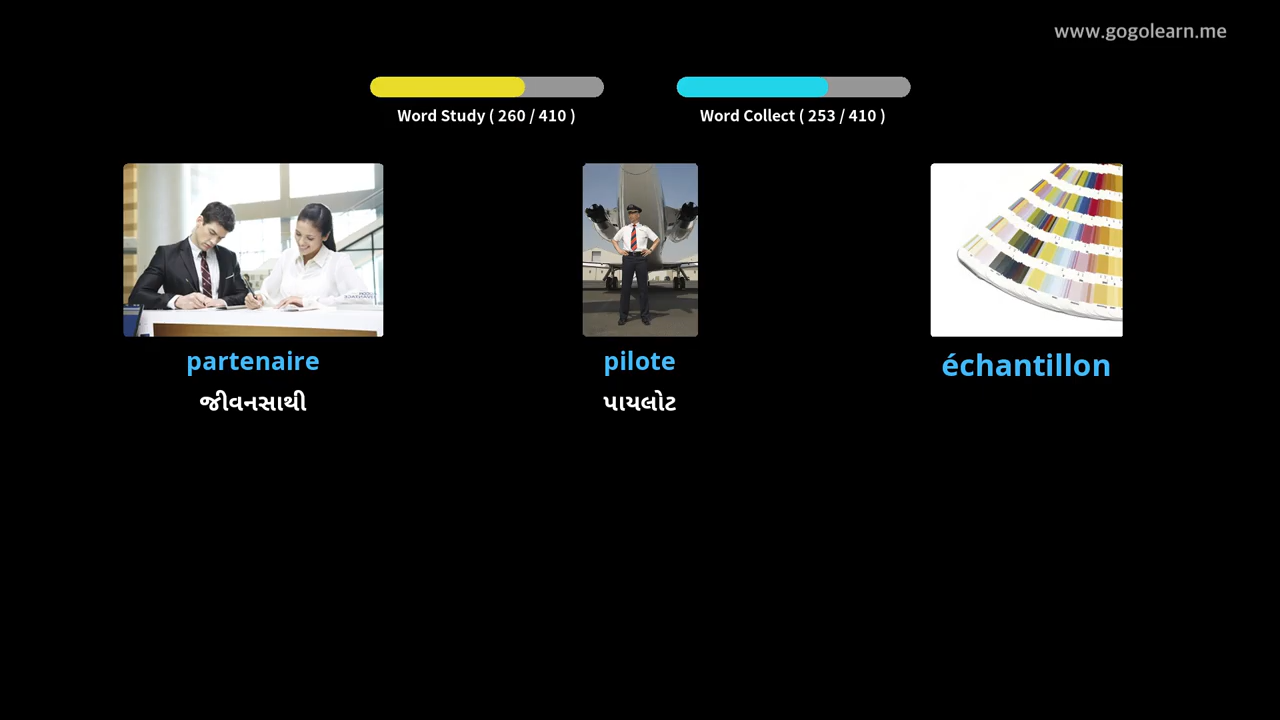 www.gogolearn.me
Word Study ( 260 / 410 )
Word Collect ( 253 / 410 )
partenaire
pilote
échantillon
જીવનસાથી
પાયલોટ